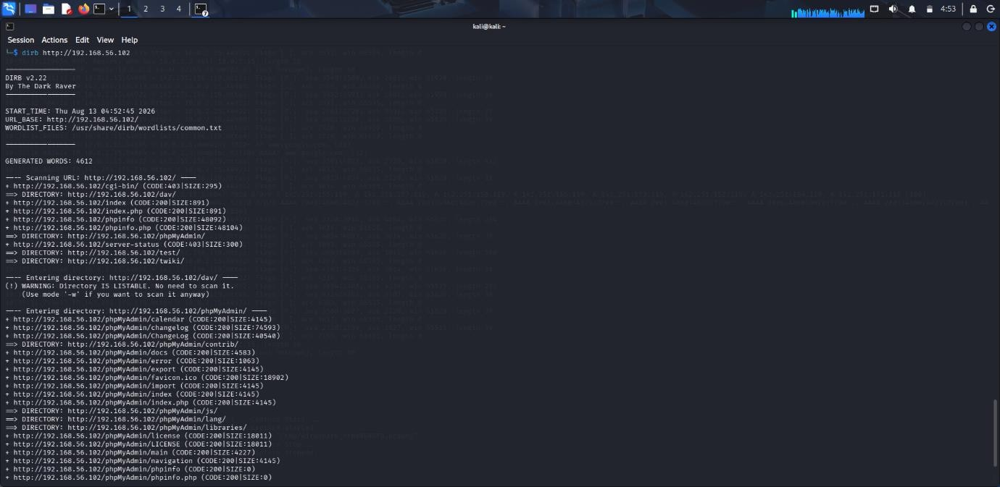 1 2 3 4 7 4:53
kali@kali: ~
Session Actions Edit View Help
└─$ dirb http://192.168.56.102
-----------------
DIRB v2.22
By The Dark Raver
-----------------
START_TIME: Thu Aug 13 04:52:45 2026
URL_BASE: http://192.168.56.102/
WORDLIST_FILES: /usr/share/dirb/wordlists/common.txt
-----------------
GENERATED WORDS: 4612
---- Scanning URL: http://192.168.56.102/ ----
+ http://192.168.56.102/cgi-bin/ (CODE:403|SIZE:295)
==> DIRECTORY: http://192.168.56.102/dav/
+ http://192.168.56.102/index (CODE:200|SIZE:891)
+ http://192.168.56.102/index.php (CODE:200|SIZE:891)
+ http://192.168.56.102/phpinfo (CODE:200|SIZE:48092)
+ http://192.168.56.102/phpinfo.php (CODE:200|SIZE:48104)
==> DIRECTORY: http://192.168.56.102/phpMyAdmin/
+ http://192.168.56.102/server-status (CODE:403|SIZE:300)
==> DIRECTORY: http://192.168.56.102/test/
==> DIRECTORY: http://192.168.56.102/twiki/
---- Entering directory: http://192.168.56.102/dav/ ----
(!) WARNING: Directory IS LISTABLE. No need to scan it.
(Use mode '-w' if you want to scan it anyway)
---- Entering directory: http://192.168.56.102/phpMyAdmin/ ----
+ http://192.168.56.102/phpMyAdmin/calendar (CODE:200|SIZE:4145)
+ http://192.168.56.102/phpMyAdmin/changelog (CODE:200|SIZE:74593)
+ http://192.168.56.102/phpMyAdmin/ChangeLog (CODE:200|SIZE:40540)
==> DIRECTORY: http://192.168.56.102/phpMyAdmin/contrib/
+ http://192.168.56.102/phpMyAdmin/docs (CODE:200|SIZE:4583)
+ http://192.168.56.102/phpMyAdmin/error (CODE:200|SIZE:1063)
+ http://192.168.56.102/phpMyAdmin/export (CODE:200|SIZE:4145)
+ http://192.168.56.102/phpMyAdmin/favicon.ico (CODE:200|SIZE:18902)
+ http://192.168.56.102/phpMyAdmin/import (CODE:200|SIZE:4145)
+ http://192.168.56.102/phpMyAdmin/index (CODE:200|SIZE:4145)
+ http://192.168.56.102/phpMyAdmin/index.php (CODE:200|SIZE:4145)
==> DIRECTORY: http://192.168.56.102/phpMyAdmin/js/
==> DIRECTORY: http://192.168.56.102/phpMyAdmin/lang/
==> DIRECTORY: http://192.168.56.102/phpMyAdmin/libraries/
+ http://192.168.56.102/phpMyAdmin/license (CODE:200|SIZE:18011)
+ http://192.168.56.102/phpMyAdmin/LICENSE (CODE:200|SIZE:18011)
+ http://192.168.56.102/phpMyAdmin/main (CODE:200|SIZE:4227)
+ http://192.168.56.102/phpMyAdmin/navigation (CODE:200|SIZE:4145)
+ http://192.168.56.102/phpMyAdmin/phpinfo (CODE:200|SIZE:0)
+ http://192.168.56.102/phpMyAdmin/phpinfo.php (CODE:200|SIZE:0)